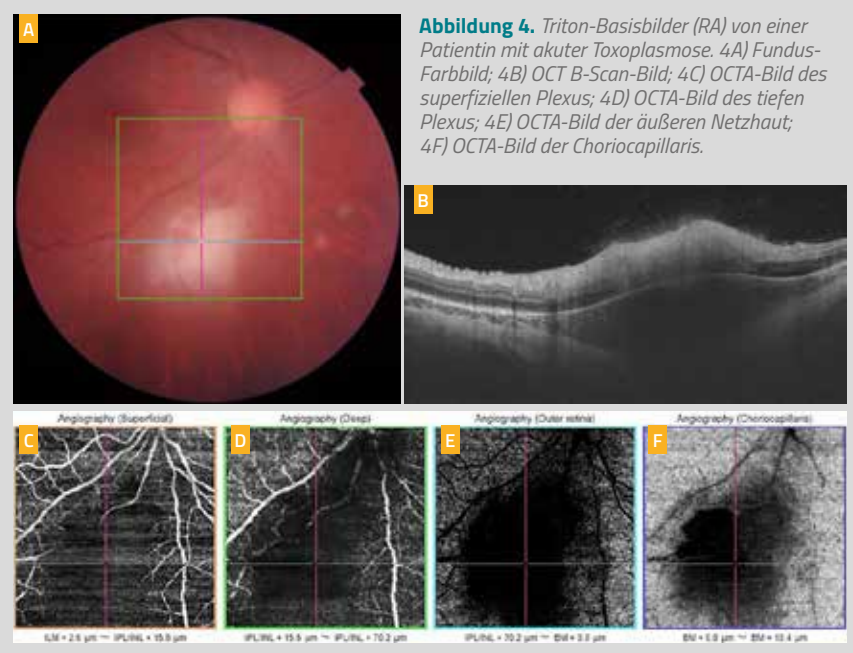 A
Abbildung 4. Triton-Basisbilder (RA) von einer
Patientin mit akuter Toxoplasmose. 4A) Fundus-
Farbbild; 4B) OCT B-Scan-Bild; 4C) OCTA-Bild des
superfiziellen Plexus; 4D) OCTA-Bild des tiefen
Plexus; 4E) OCTA-Bild der äußeren Netzhaut;
4F) OCTA-Bild der Choriocapillaris.
B
Angiography (Superficial)
Angiography (Deep)
Angiography (Outer retina)
Angiography (Choriocapillaris)
C
D
E
F
ILM + 2.6 μm ~ IPL/INL + 15.6 μm
IPL/INL + 15.6 μm ~ IPL/INL + 70.2 μm
IPL/INL + 70.2 μm ~ BM + 0.0 μm
BM + 0.0 μm ~ BM + 10.4 μm